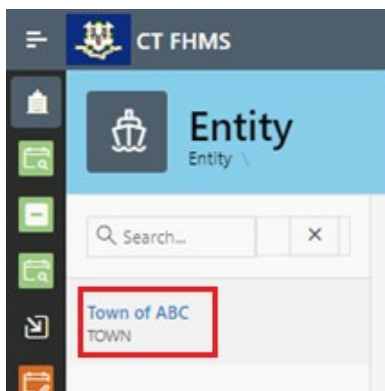 CT FHMS
Entity
Entity \
Search...
Town of ABC
TOWN